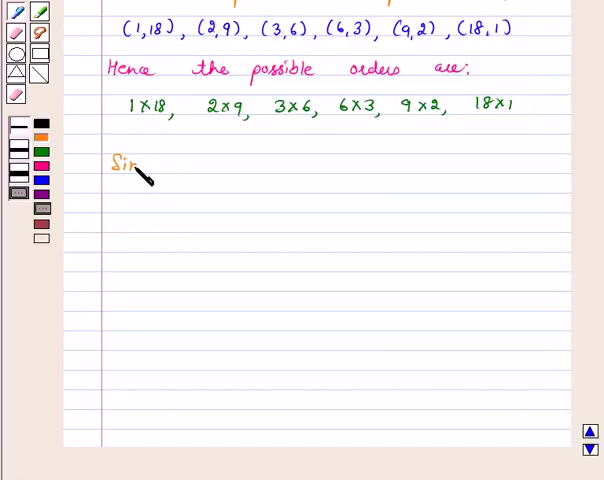 (1,18), (2,9), (3,6), (6,3), (9,2), (18,1)
Hence the possible orders are:
1×18, 2×9, 3×6, 6×3, 9×2, 18×1
Sin